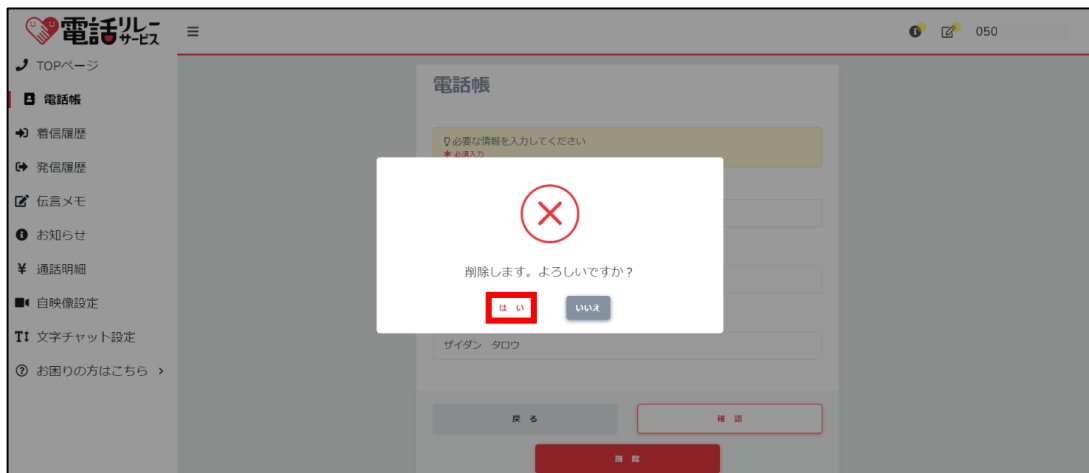 電話リレーサービス
050
TOPページ
電話帳
着信履歴
発信履歴
伝言メモ
お知らせ
通話明細
自映像設定
文字チャット設定
お困りの方はこちら
電話帳
必要な情報を入力してください
* 必須入力
削除します。よろしいですか？
はい いいえ
ザイダン タロウ
戻る 確認
削除